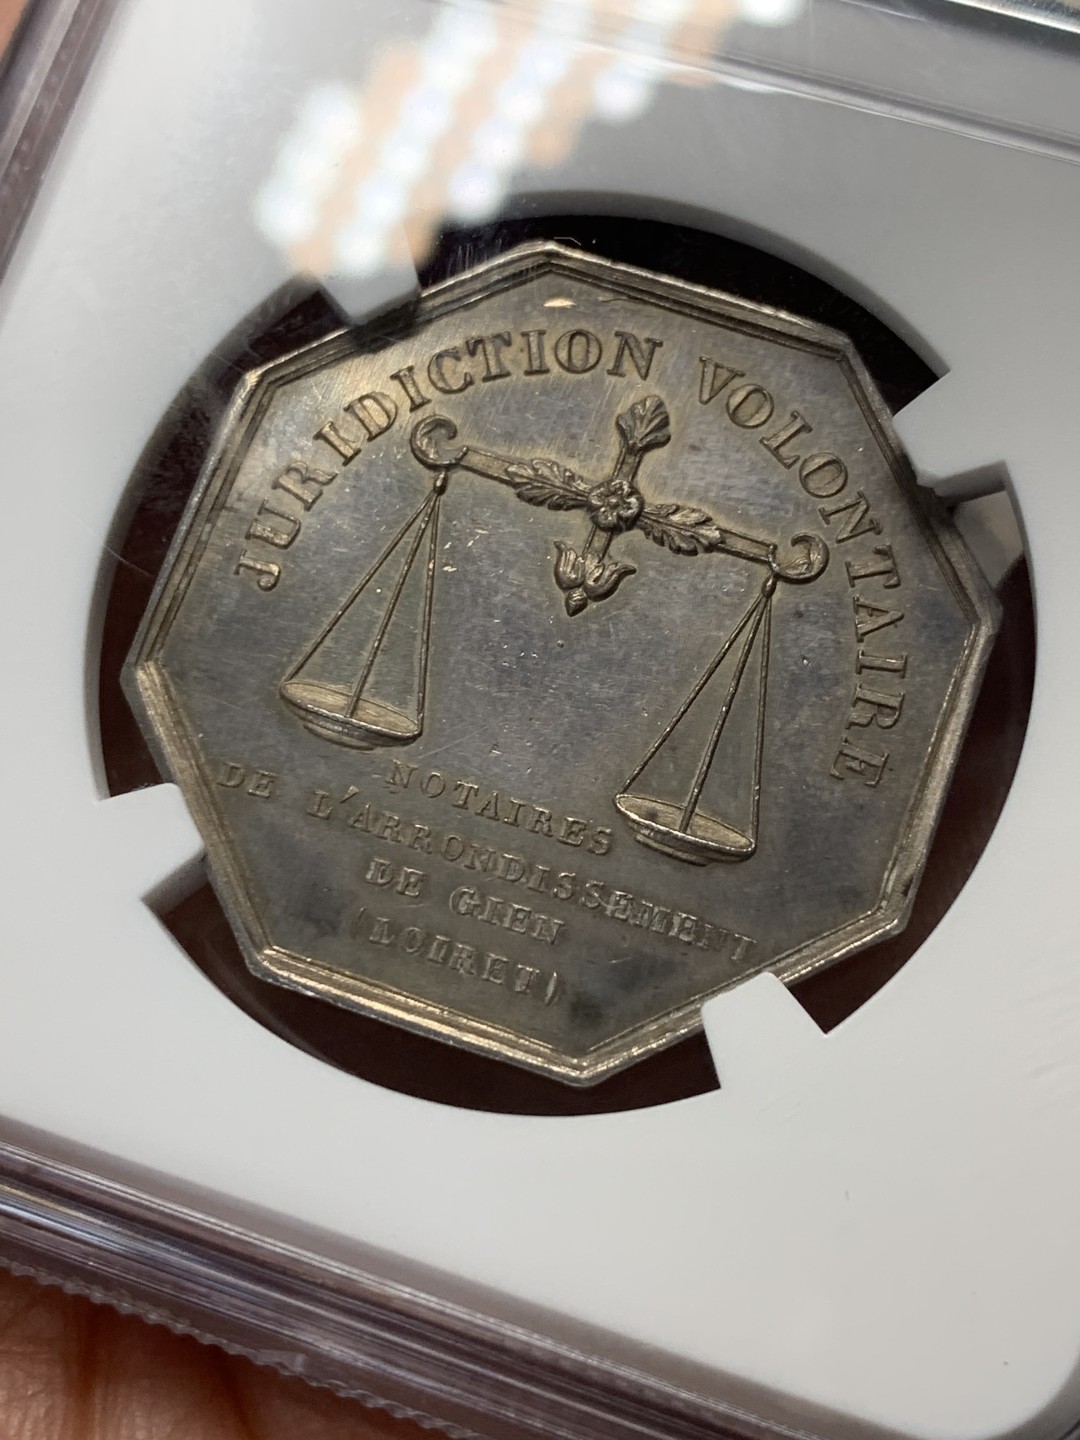 JURIDICTION VOLONTAIRE
NOTAIRES
DE L'ARRONDISSEMENT
DE GIEN
(LOIRET)